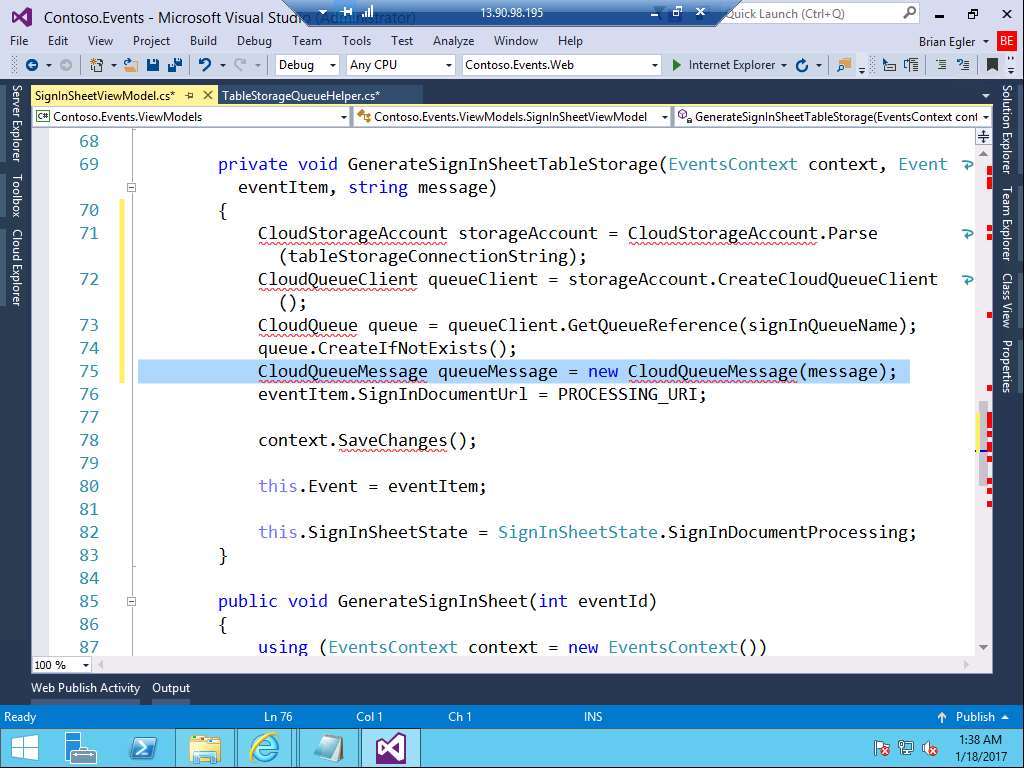 Contoso.Events - Microsoft Visual Studio (Administrator)
13.90.98.195
Quick Launch (Ctrl+Q)
File Edit View Project Build Debug Team Tools Test Analyze Window Help
Brian Egler BE
Debug Any CPU Contoso.Events.Web Internet Explorer
SignInSheetViewModel.cs* TableStorageQueueHelper.cs*
Contoso.Events.ViewModels Contoso.Events.ViewModels.SignInSheetViewModel GenerateSignInSheetTableStorage(EventsContext cont
Server Explorer
Toolbox
Cloud Explorer
68
69 private void GenerateSignInSheetTableStorage(EventsContext context, Event
eventItem, string message)
70 {
71 CloudStorageAccount storageAccount = CloudStorageAccount.Parse
(tableStorageConnectionString);
72 CloudQueueClient queueClient = storageAccount.CreateCloudQueueClient
();
73 CloudQueue queue = queueClient.GetQueueReference(signInQueueName);
74 queue.CreateIfNotExists();
75 CloudQueueMessage queueMessage = new CloudQueueMessage(message);
76 eventItem.SignInDocumentUrl = PROCESSING_URI;
77
78 context.SaveChanges();
79
80 this.Event = eventItem;
81
82 this.SignInSheetState = SignInSheetState.SignInDocumentProcessing;
83 }
84
85 public void GenerateSignInSheet(int eventId)
86 {
87 using (EventsContext context = new EventsContext())
Solution Explorer
Team Explorer
Class View
Properties
100 %
Web Publish Activity Output
Ready Ln 76 Col 1 Ch 1 INS Publish
1:38 AM
1/18/2017